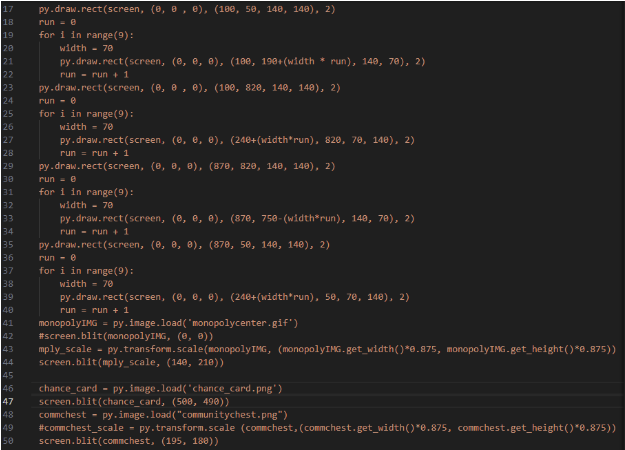 17 py.draw.rect(screen, (0, 0 , 0), (100, 50, 140, 140), 2)
18 run = 0
19 for i in range(9):
20     width = 70
21     py.draw.rect(screen, (0, 0, 0), (100, 190+(width * run), 140, 70), 2)
22     run = run + 1
23 py.draw.rect(screen, (0, 0 , 0), (100, 820, 140, 140), 2)
24 run = 0
25 for i in range(9):
26     width = 70
27     py.draw.rect(screen, (0, 0, 0), (240+(width*run), 820, 70, 140), 2)
28     run = run + 1
29 py.draw.rect(screen, (0, 0, 0), (870, 820, 140, 140), 2)
30 run = 0
31 for i in range(9):
32     width = 70
33     py.draw.rect(screen, (0, 0, 0), (870, 750-(width*run), 140, 70), 2)
34     run = run + 1
35 py.draw.rect(screen, (0, 0, 0), (870, 50, 140, 140), 2)
36 run = 0
37 for i in range(9):
38     width = 70
39     py.draw.rect(screen, (0, 0, 0), (240+(width*run), 50, 70, 140), 2)
40     run = run + 1
41 monopolyIMG = py.image.load('monopolycenter.gif')
42 #screen.blit(monopolyIMG, (0, 0))
43 mply_scale = py.transform.scale(monopolyIMG, (monopolyIMG.get_width()*0.875, monopolyIMG.get_height()*0.875))
44 screen.blit(mply_scale, (140, 210))
45
46 chance_card = py.image.load('chance_card.png')
47 screen.blit(chance_card, (500, 490))
48 commchest = py.image.load("communitychest.png")
49 #commchest_scale = py.transform.scale (commchest,(commchest.get_width()*0.875, commchest.get_height()*0.875))
50 screen.blit(commchest, (195, 180))